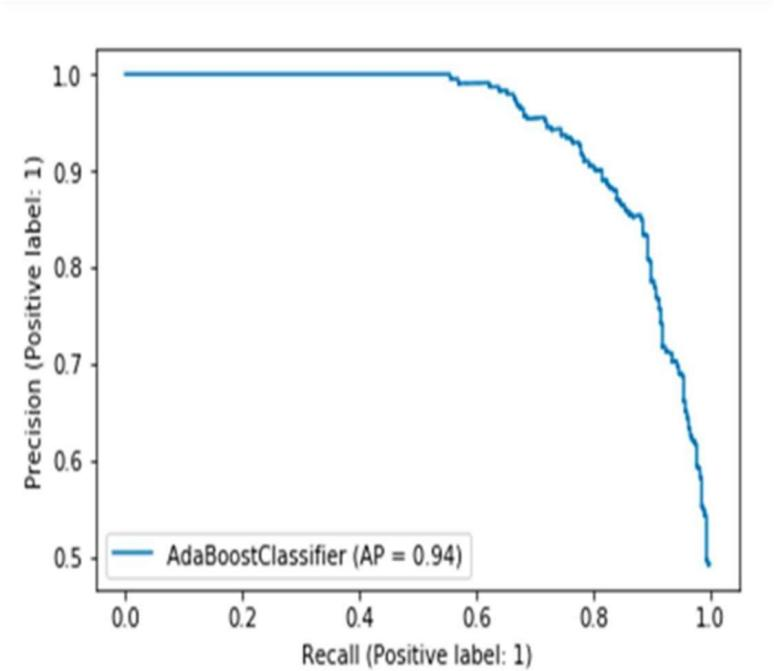 1.0
0.9
0.8
0.7
0.6
0.5
Precision (Positive label: 1)
AdaBoostClassifier (AP = 0.94)
0.0 0.2 0.4 0.6 0.8 1.0
Recall (Positive label: 1)